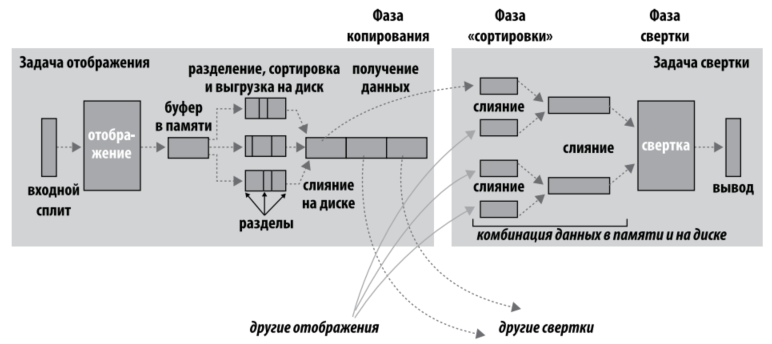 Фаза
копирования
Фаза
«сортировки»
Фаза
свертки
Задача отображения
разделение, сортировка
и выгрузка на диск
получение
данных
буфер
в памяти
отобра-
жение
входной
сплит
слияние
на диске
разделы
Задача свертки
слияние
слияние
слияние
свертка
вывод
комбинация данных в памяти и на диске
другие отображения
другие свертки